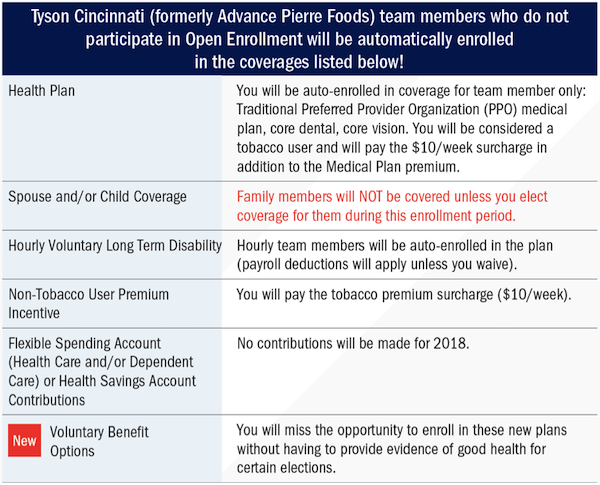 Tyson Cincinnati (formerly Advance Pierre Foods) team members who do not
participate in Open Enrollment will be automatically enrolled
in the coverages listed below!
Health Plan
You will be auto-enrolled in coverage for team member only:
Traditional Preferred Provider Organization (PPO) medical
plan, core dental, core vision. You will be considered a
tobacco user and will pay the $10/week surcharge in
addition to the Medical Plan premium.
Spouse and/or Child Coverage
Family members will NOT be covered unless you elect
coverage for them during this enrollment period.
Hourly Voluntary Long Term Disability
Hourly team members will be auto-enrolled in the plan
(payroll deductions will apply unless you waive).
Non-Tobacco User Premium
Incentive
You will pay the tobacco premium surcharge ($10/week).
Flexible Spending Account
(Health Care and/or Dependent
Care) or Health Savings Account
Contributions
No contributions will be made for 2018.
New
Voluntary Benefit
Options
You will miss the opportunity to enroll in these new plans
without having to provide evidence of good health for
certain elections.